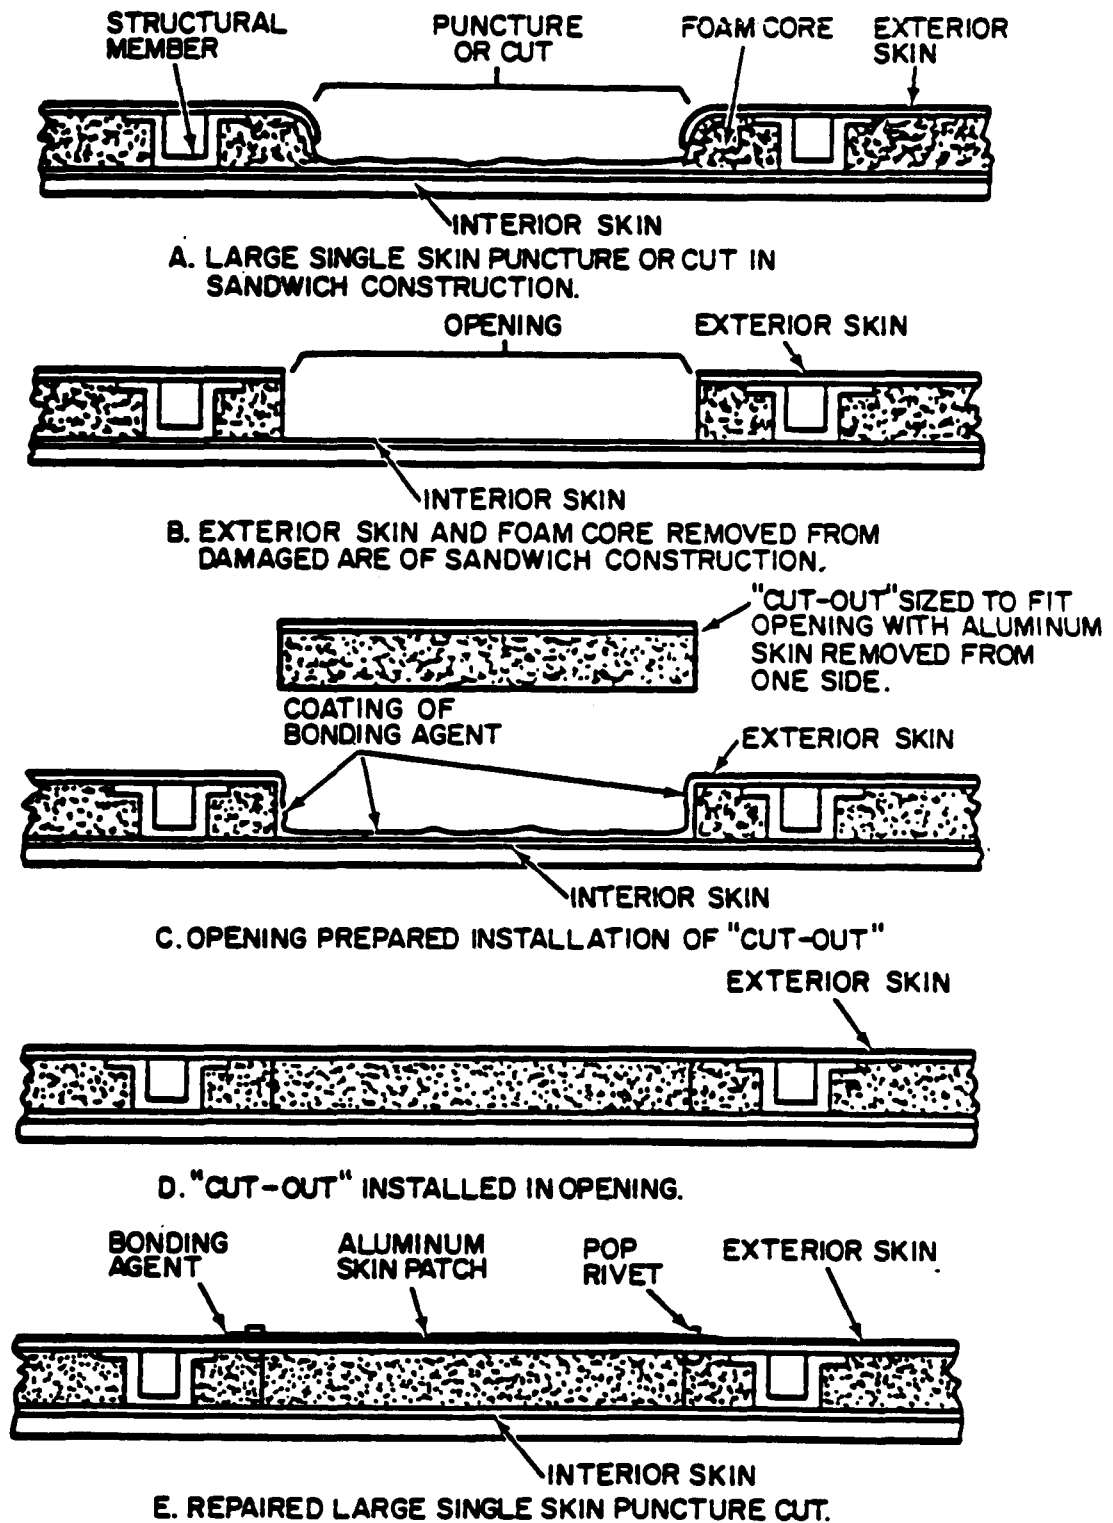 STRUCTURAL
MEMBER
PUNCTURE
OR CUT
FOAM CORE
EXTERIOR
SKIN
INTERIOR SKIN
A. LARGE SINGLE SKIN PUNCTURE OR CUT IN
SANDWICH CONSTRUCTION.
OPENING
EXTERIOR SKIN
INTERIOR SKIN
B. EXTERIOR SKIN AND FOAM CORE REMOVED FROM
DAMAGED ARE OF SANDWICH CONSTRUCTION.
"CUT-OUT" SIZED TO FIT
OPENING WITH ALUMINUM
SKIN REMOVED FROM
ONE SIDE.
COATING OF
BONDING AGENT
EXTERIOR SKIN
INTERIOR SKIN
C. OPENING PREPARED INSTALLATION OF "CUT-OUT"
EXTERIOR SKIN
D. "CUT-OUT" INSTALLED IN OPENING.
BONDING
AGENT
ALUMINUM
SKIN PATCH
POP
RIVET
EXTERIOR SKIN
INTERIOR SKIN
E. REPAIRED LARGE SINGLE SKIN PUNCTURE CUT.